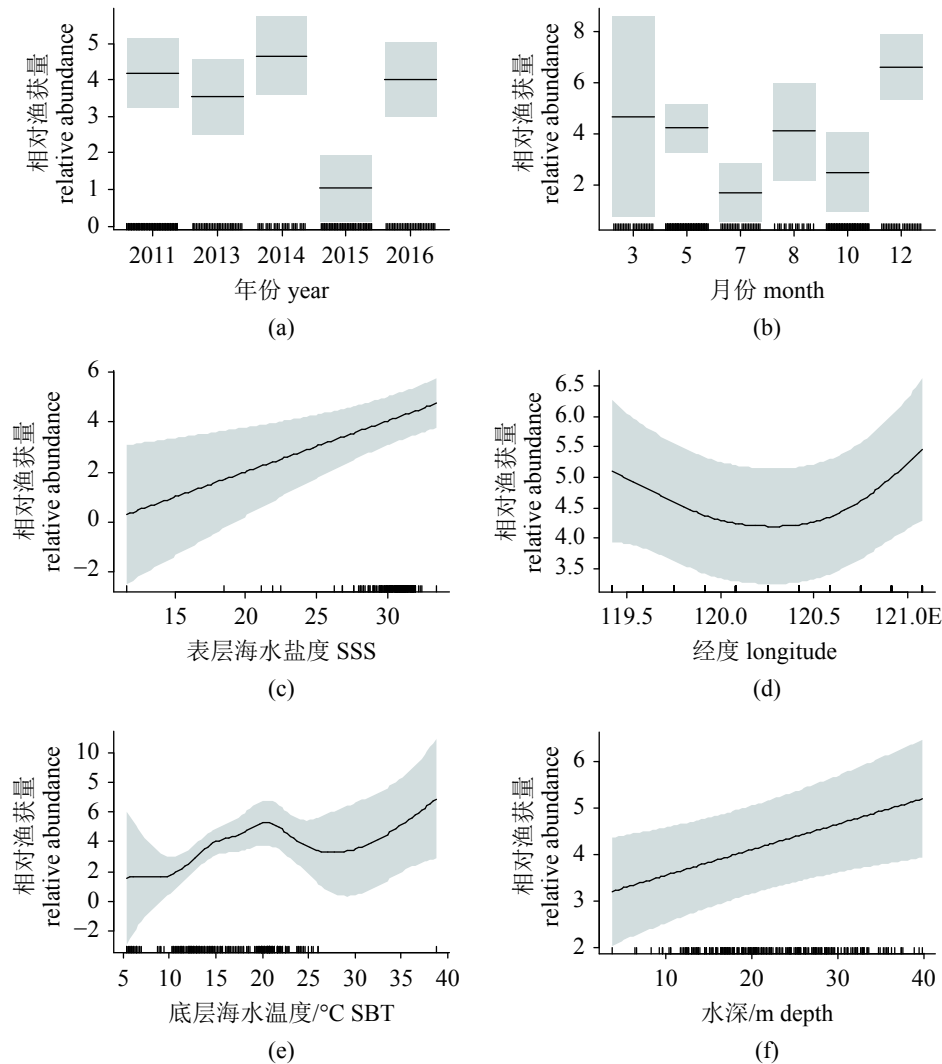 相对渔获量
relative abundance
5
4
3
2
1
0
2011 2013 2014 2015 2016
年份 year
(a)
相对渔获量
relative abundance
8
6
4
2
3 5 7 8 10 12
月份 month
(b)
相对渔获量
relative abundance
6
4
2
0
−2
15 20 25 30
表层海水盐度 SSS
(c)
相对渔获量
relative abundance
6.5
6.0
5.5
5.0
4.5
4.0
3.5
119.5 120.0 120.5 121.0E
经度 longitude
(d)
相对渔获量
relative abundance
10
5
6
4
2
0
−2
5 10 15 20 25 30 35 40
底层海水温度/°C SBT
(e)
相对渔获量
relative abundance
6
5
4
3
2
10 20 30 40
水深/m depth
(f)